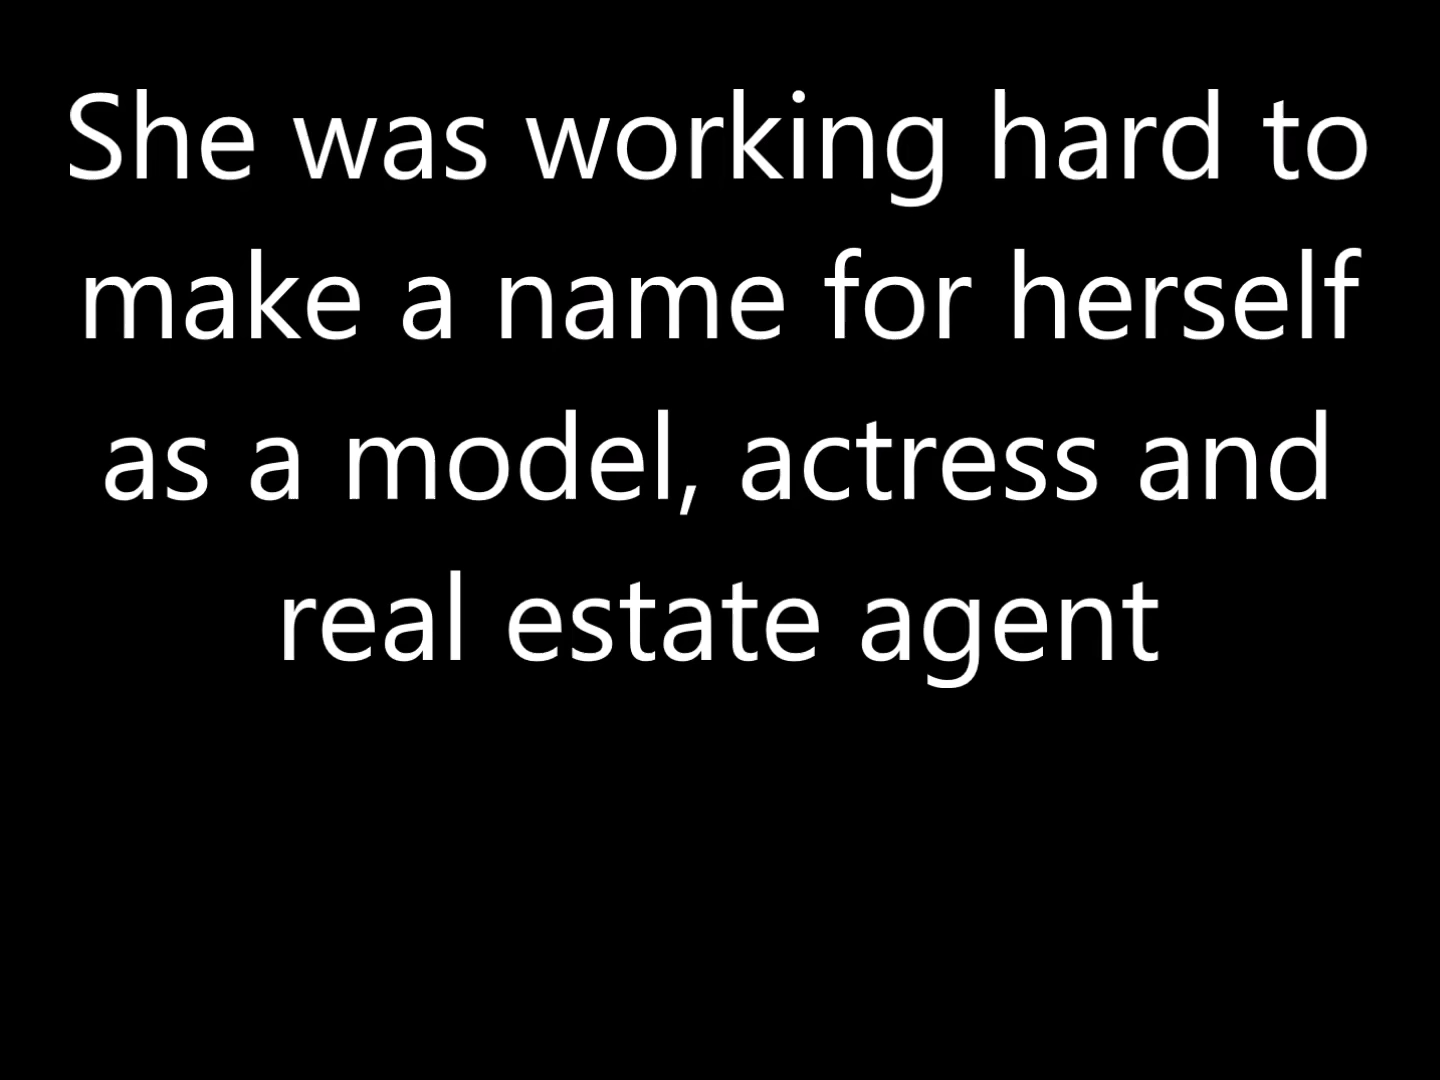 She was working hard to
make a name for herself
as a model, actress and
real estate agent